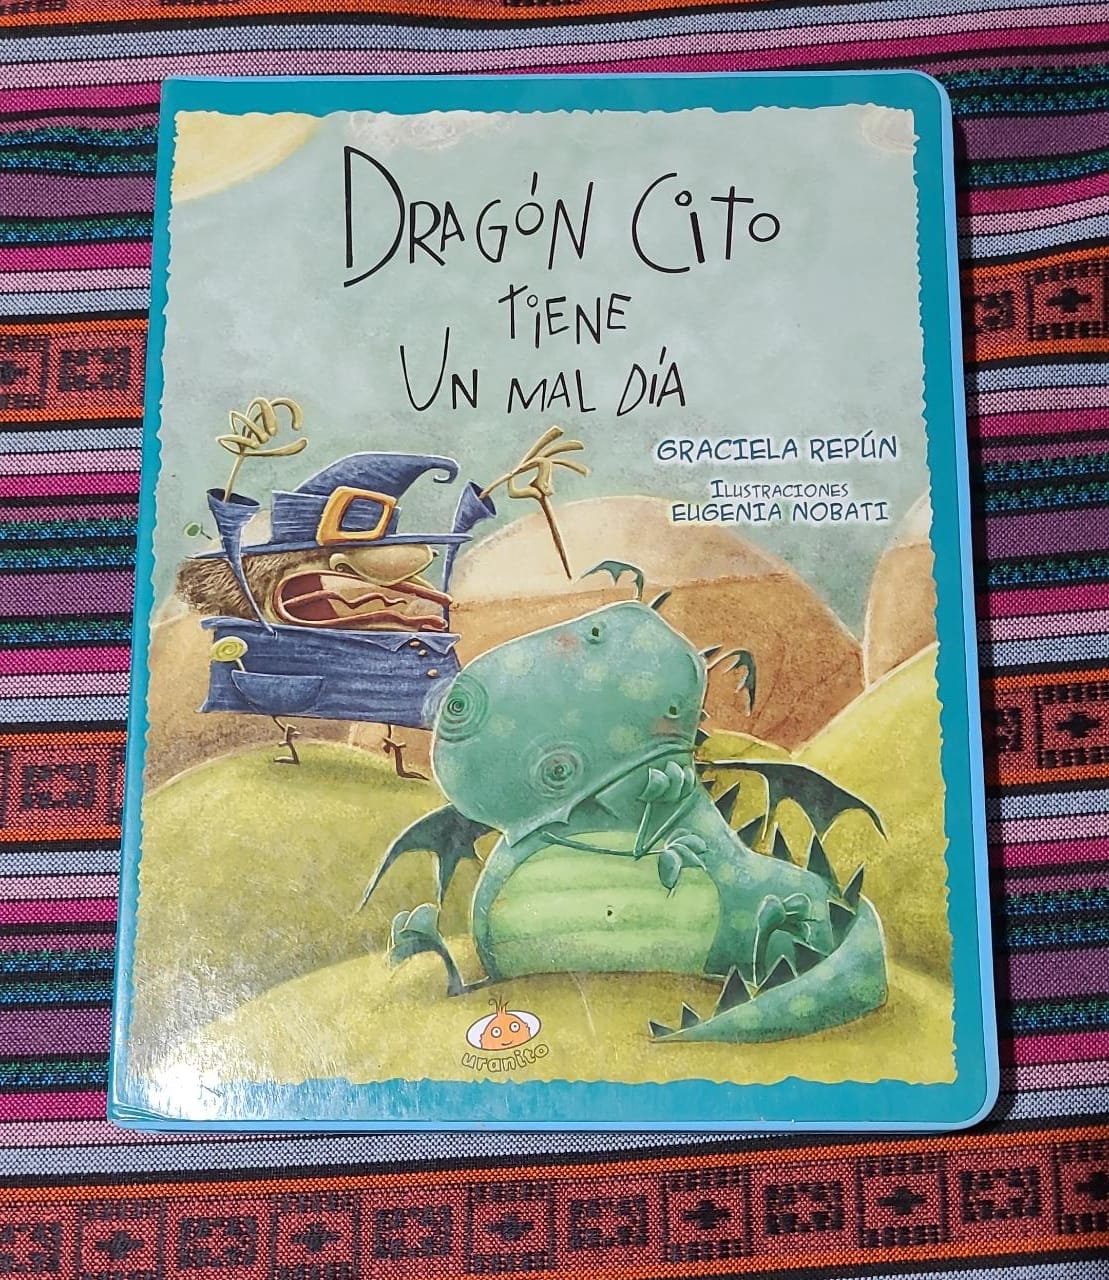 DRAGÓN CiTO
TiENE
UN MAL DÍA
GRACIELA REPÚN
ILUSTRACIONES
EUGENIA NOBATI
uranito